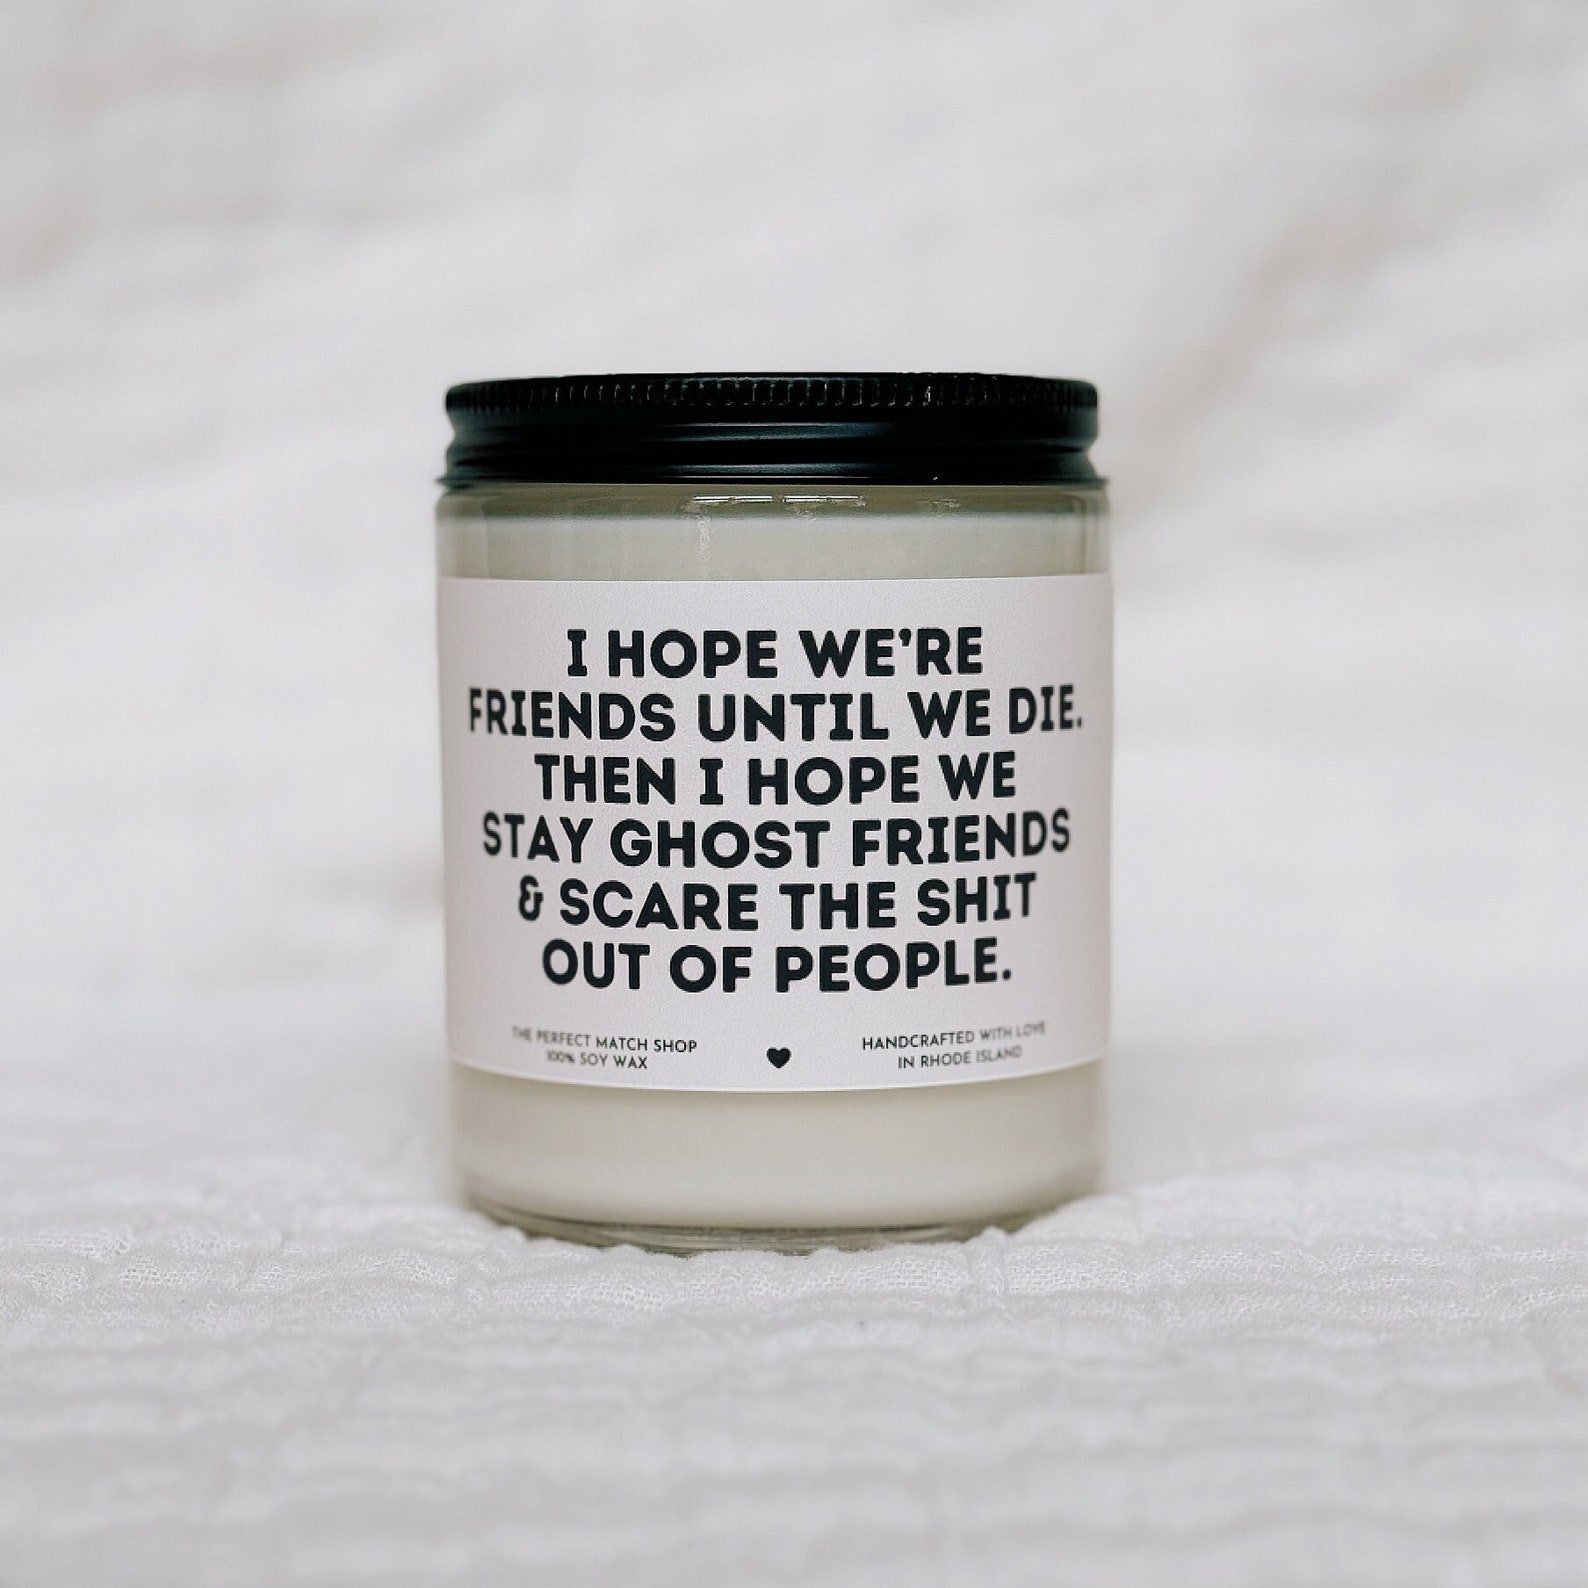 I HOPE WE'RE
FRIENDS UNTIL WE DIE.
THEN I HOPE WE
STAY GHOST FRIENDS
& SCARE THE SHIT
OUT OF PEOPLE.
THE PERFECT MATCH SHOP
100% SOY WAX
HANDCRAFTED WITH LOVE
IN RHODE ISLAND